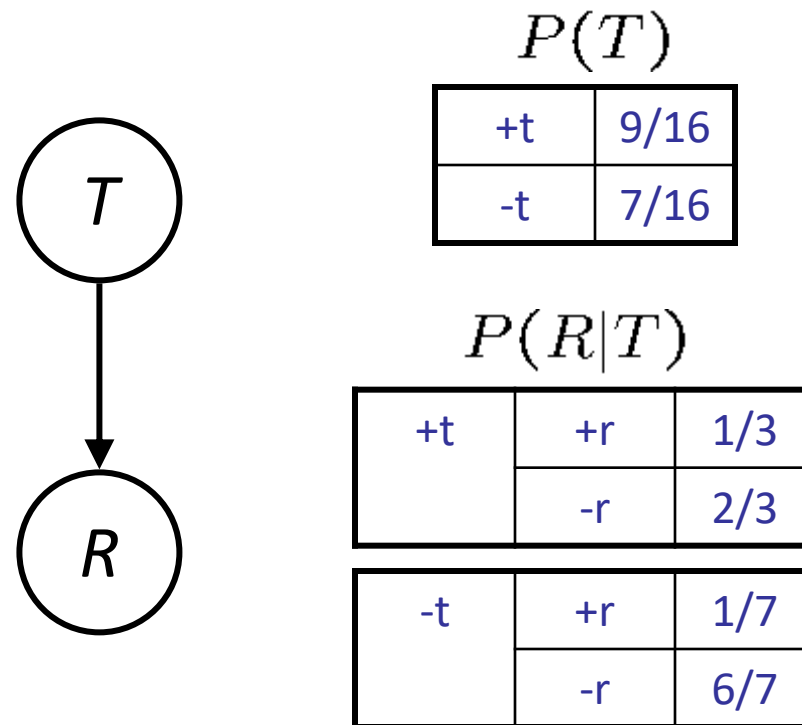 P(T)
+t 9/16
-t 7/16
T
P(R|T)
+t +r 1/3
-r 2/3
R
-t +r 1/7
-r 6/7